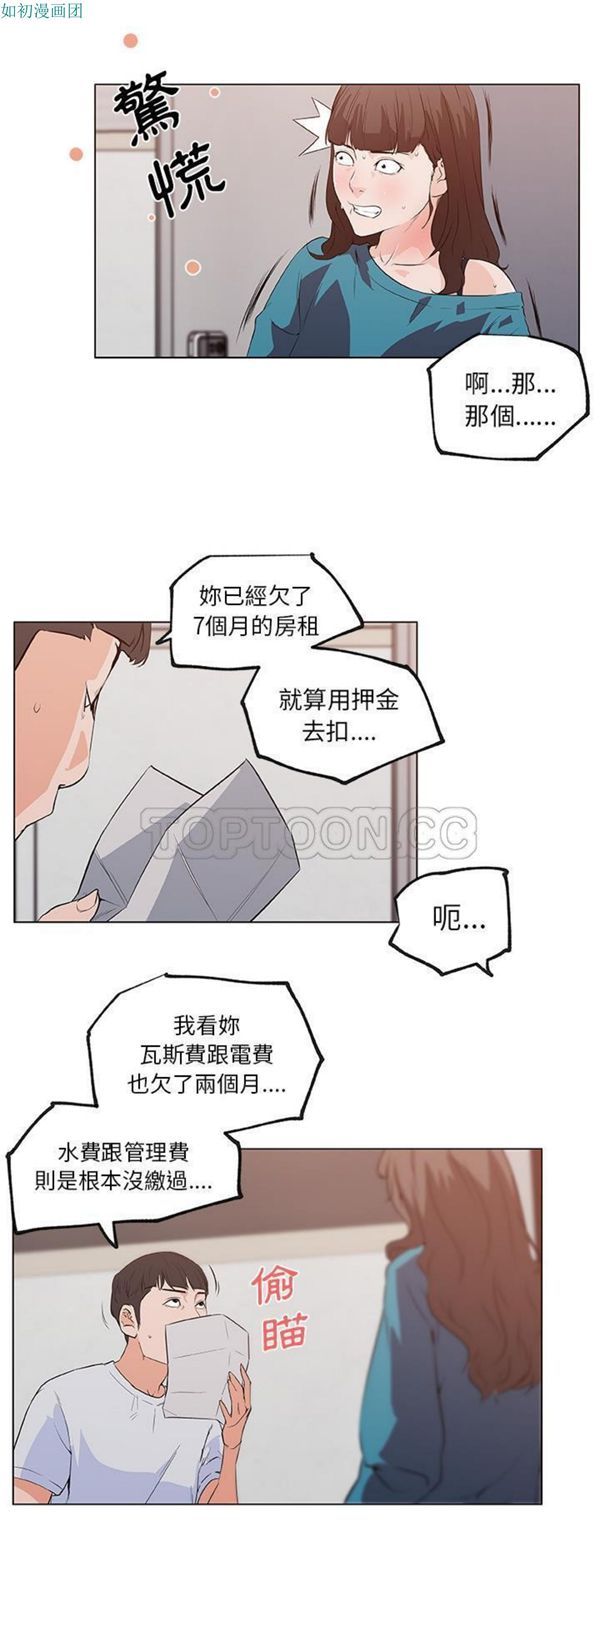 如初漫画团
驚
慌
啊...那...
那個......
妳已經欠了
7個月的房租
就算用押金
去扣....
TOPTOON.CC
呃...
我看妳
瓦斯費跟電費
也欠了兩個月....
水費跟管理費
則是根本沒繳過....
偷
瞄